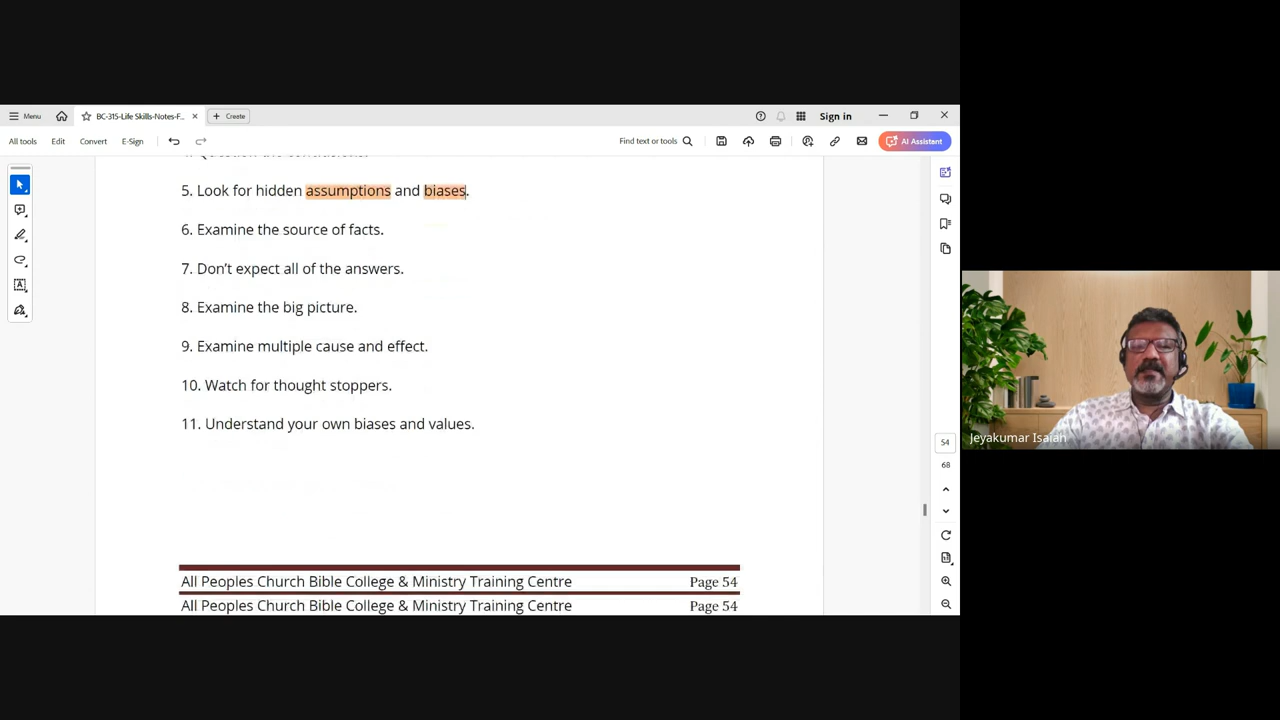 Menu
BC-315-Life Skills-Notes-F...
Create
Sign in
All tools
Edit
Convert
E-Sign
Find text or tools
AI Assistant
5. Look for hidden assumptions and biases.
6. Examine the source of facts.
7. Don’t expect all of the answers.
8. Examine the big picture.
9. Examine multiple cause and effect.
10. Watch for thought stoppers.
11. Understand your own biases and values.
54
68
All Peoples Church Bible College & Ministry Training Centre Page 54
All Peoples Church Bible College & Ministry Training Centre Page 54
Jeyakumar Isaiah